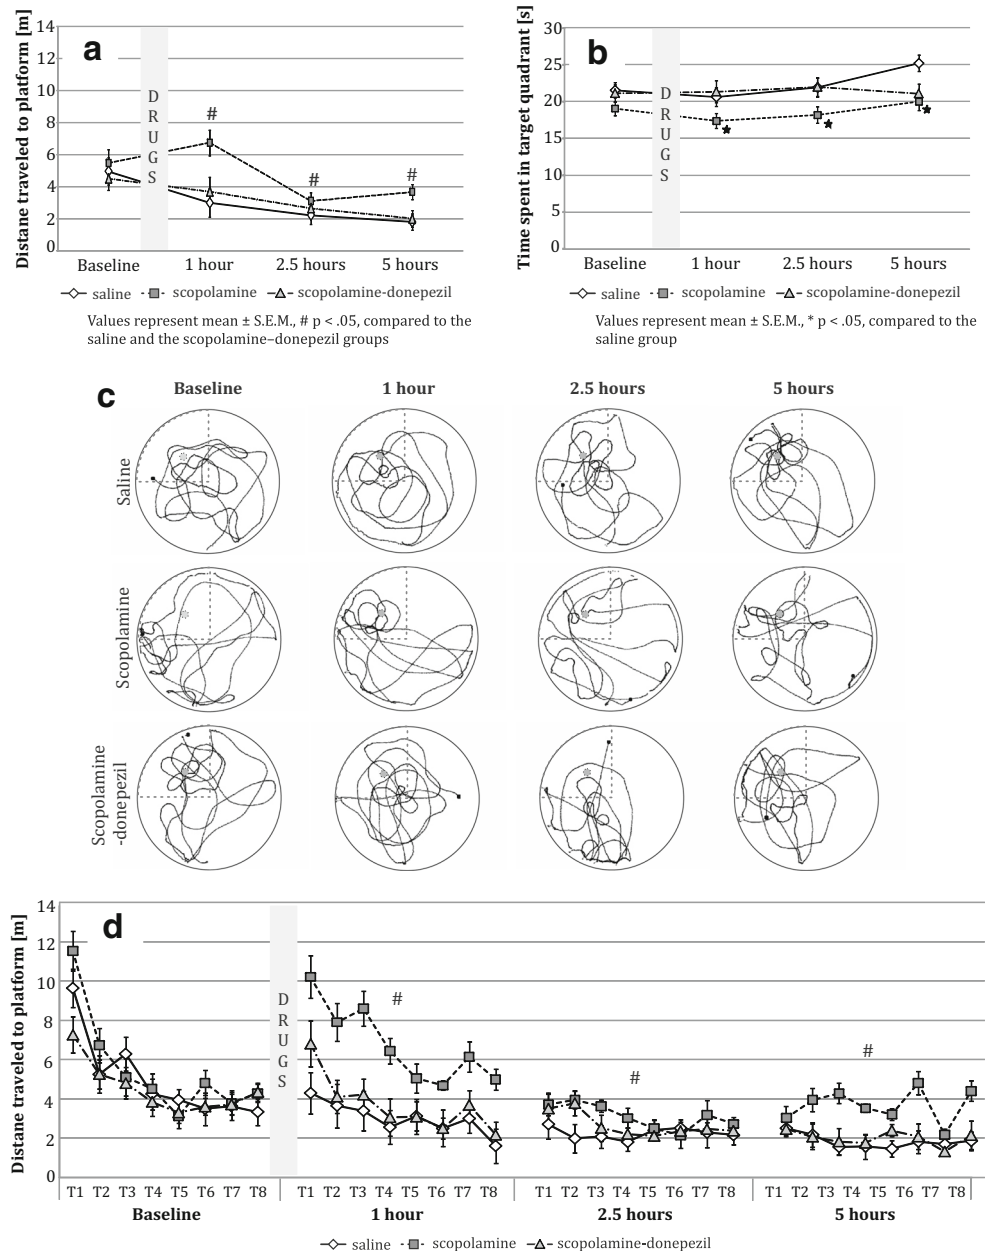 Distane traveled to platform [m]
14
12
10
8
6
4
2
0
a
D
R
U
G
S
#
#
#
Baseline 1 hour 2.5 hours 5 hours
saline scopolamine scopolamine-donepezil
Values represent mean ± S.E.M., # p < .05, compared to the
saline and the scopolamine–donepezil groups
Time spent in target quadrant [s]
30
25
20
15
10
5
0
b
D
R
U
G
S
★
★
★
Baseline 1 hour 2.5 hours 5 hours
saline scopolamine scopolamine-donepezil
Values represent mean ± S.E.M., * p < .05, compared to the
saline group
c
Baseline 1 hour 2.5 hours 5 hours
Saline
Scopolamine
Scopolamine
-donepezil
Distane traveled to platform [m]
14
12
10
8
6
4
2
0
d
D
R
U
G
S
#
#
#
T1 T2 T3 T4 T5 T6 T7 T8 T1 T2 T3 T4 T5 T6 T7 T8 T1 T2 T3 T4 T5 T6 T7 T8 T1 T2 T3 T4 T5 T6 T7 T8
Baseline 1 hour 2.5 hours 5 hours
saline scopolamine scopolamine-donepezil